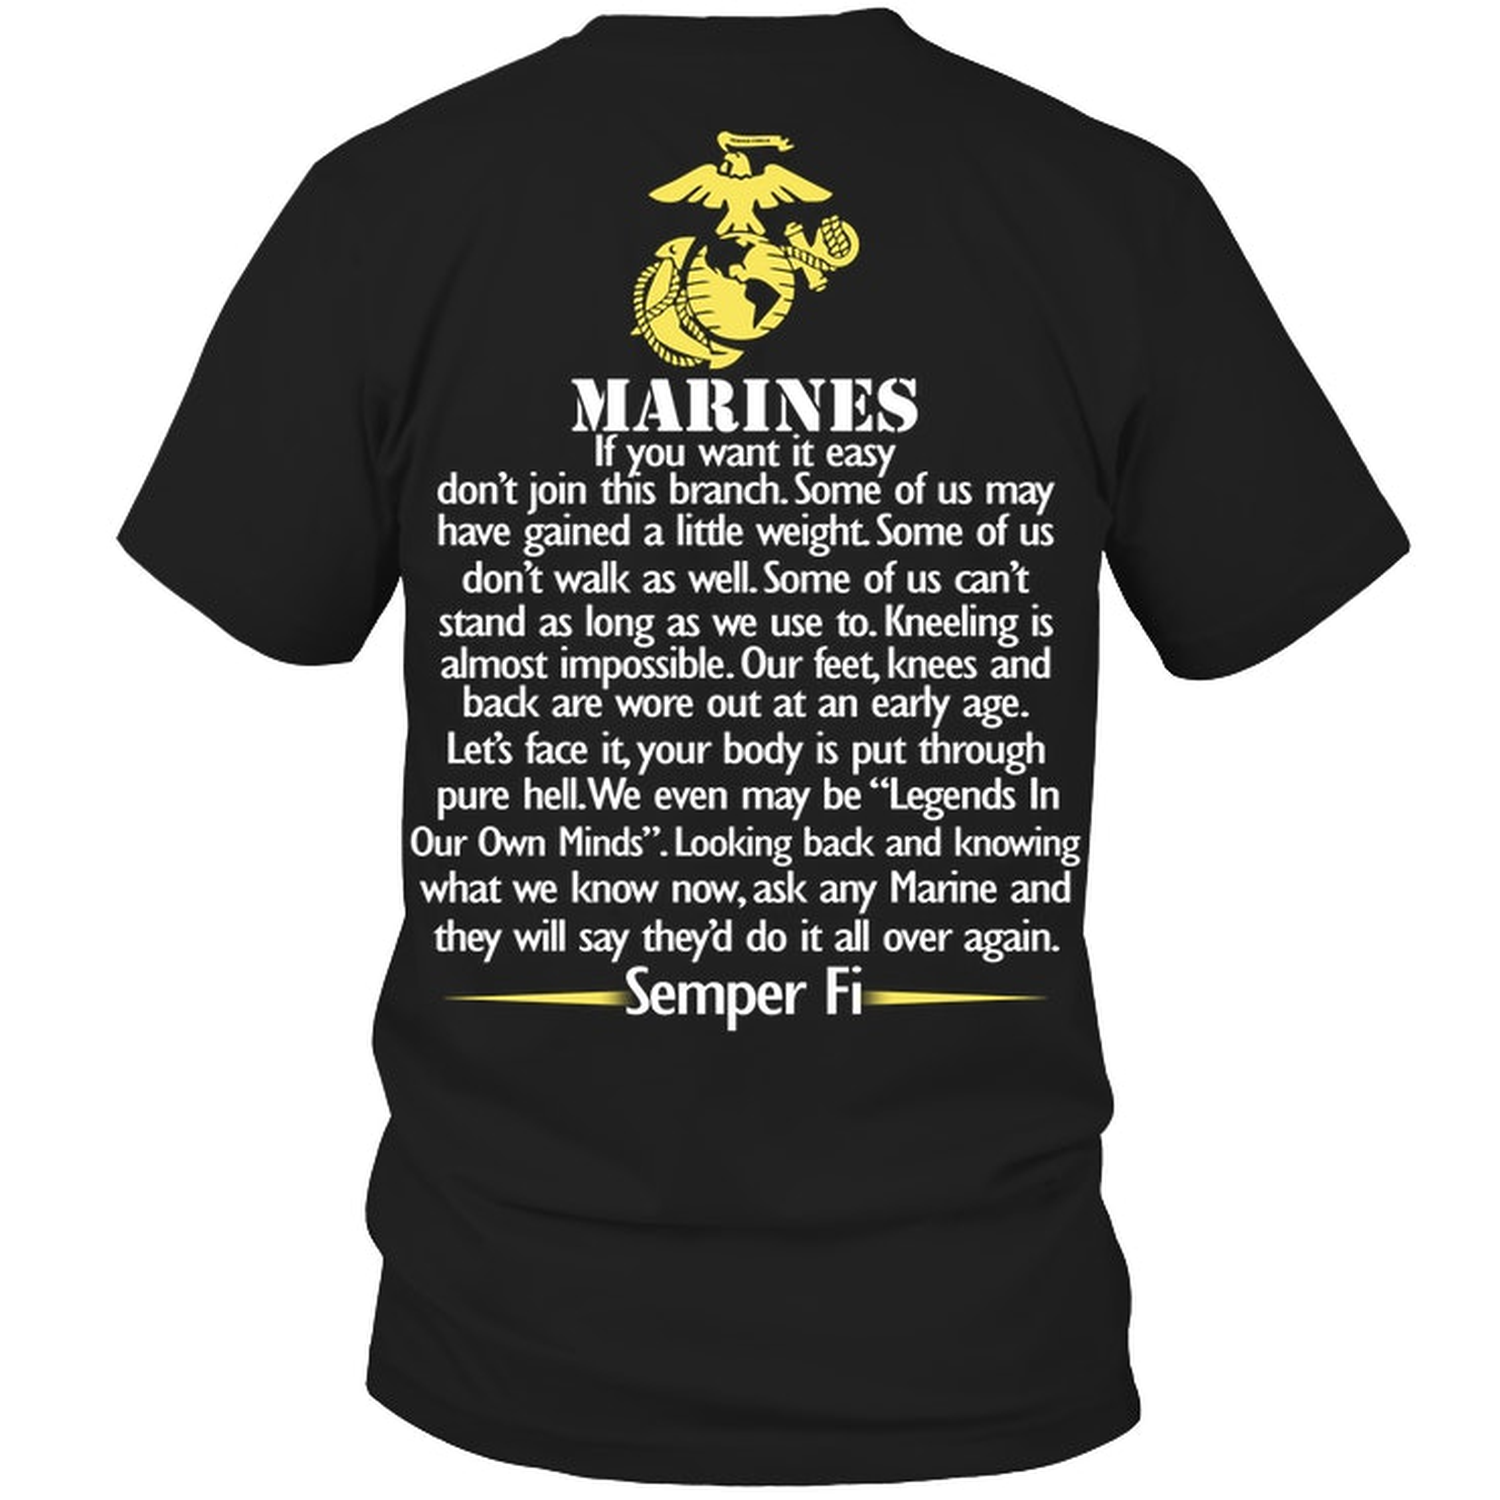 MARINES
If you want it easy
don't join this branch. Some of us may
have gained a little weight. Some of us
don't walk as well. Some of us can't
stand as long as we use to. Kneeling is
almost impossible. Our feet, knees and
back are wore out at an early age.
Let's face it, your body is put through
pure hell. We even may be “Legends In
Our Own Minds”. Looking back and knowing
what we know now, ask any Marine and
they will say they'd do it all over again.
Semper Fi